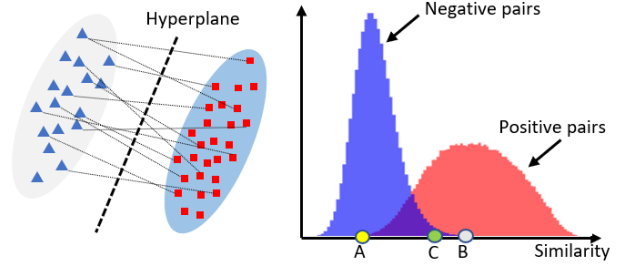 Hyperplane
Negative pairs
Positive pairs
A
C
B
Similarity